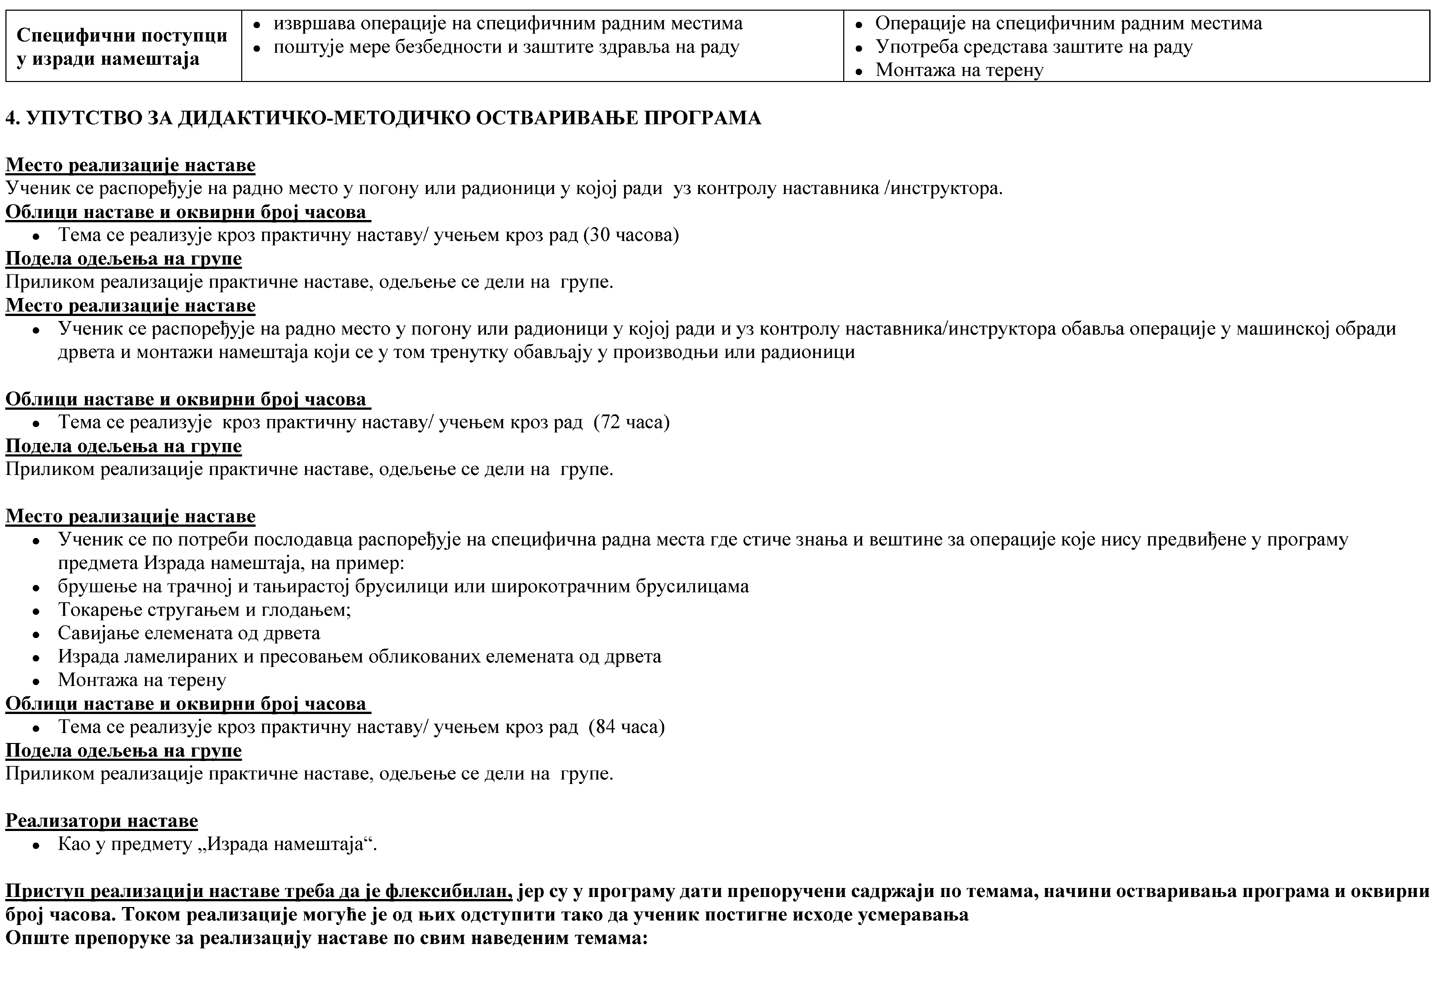 Специфични поступци
у изради намештаја
• извршава операције на специфичним радним местима
• поштује мере безбедности и заштите здравља на раду
• Операције на специфичним радним местима
• Употреба средстава заштите на раду
• Монтажа на терену
4. УПУТСТВО ЗА ДИДАКТИЧКО-МЕТОДИЧКО ОСТВАРИВАЊЕ ПРОГРАМА
Место реализације наставе
Ученик се распоређује на радно место у погону или радионици у којој ради уз контролу наставника /инструктора.
Облици наставе и оквирни број часова
• Тема се реализује кроз практичну наставу/ учењем кроз рад (30 часова)
Подела одељења на групе
Приликом реализације практичне наставе, одељење се дели на групе.
Место реализације наставе
• Ученик се распоређује на радно место у погону или радионици у којој ради и уз контролу наставника/инструктора обавља операције у машинској обради
дрвета и монтажи намештаја који се у том тренутку обављају у производњи или радионици
Облици наставе и оквирни број часова
• Тема се реализује кроз практичну наставу/ учењем кроз рад (72 часа)
Подела одељења на групе
Приликом реализације практичне наставе, одељење се дели на групе.
Место реализације наставе
• Ученик се по потреби послодавца распоређује на специфична радна места где стиче знања и вештине за операције које нису предвиђене у програму
предмета Израда намештаја, на пример:
• брушење на трачној и тањирастој брусилици или широкотрачним брусилицама
• Токарење стругањем и глодањем;
• Савијање елемената од дрвета
• Израда ламелираних и пресовањем обликованих елемената од дрвета
• Монтажа на терену
Облици наставе и оквирни број часова
• Тема се реализује кроз практичну наставу/ учењем кроз рад (84 часа)
Подела одељења на групе
Приликом реализације практичне наставе, одељење се дели на групе.
Реализатори наставе
• Као у предмету „Израда намештаја“.
Приступ реализацији наставе треба да је флексибилан, јер су у програму дати препоручени садржаји по темама, начини остваривања програма и оквирни
број часова. Током реализације могуће је од њих одступити тако да ученик постигне исходе усмеравања
Опште препоруке за реализацију наставе по свим наведеним темама: